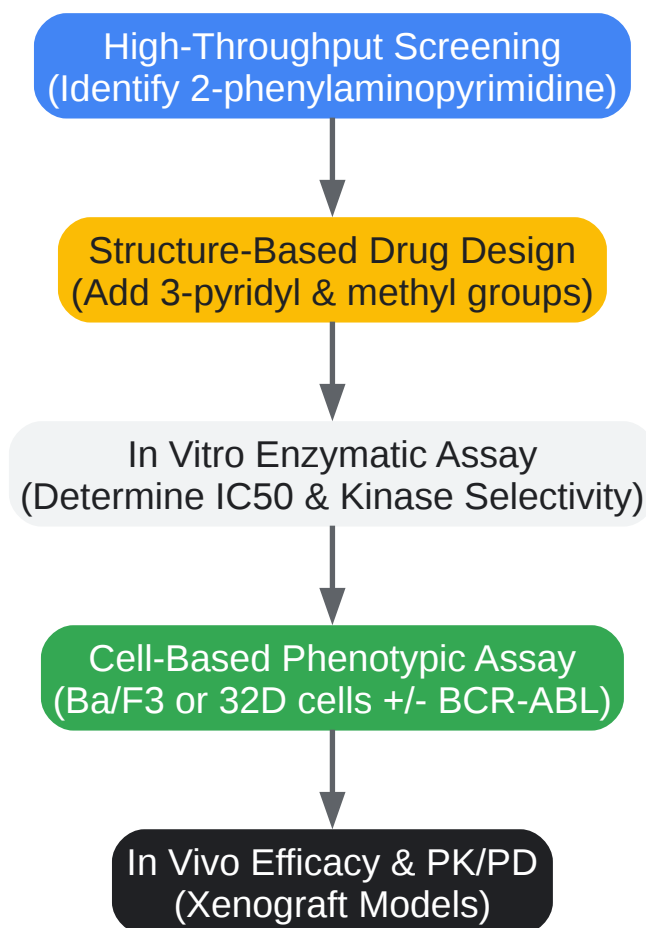 High-Throughput Screening
(Identify 2-phenylaminopyrimidine)
Structure-Based Drug Design
(Add 3-pyridyl & methyl groups)
In Vitro Enzymatic Assay
(Determine IC50 & Kinase Selectivity)
Cell-Based Phenotypic Assay
(Ba/F3 or 32D cells +/- BCR-ABL)
In Vivo Efficacy & PK/PD
(Xenograft Models)